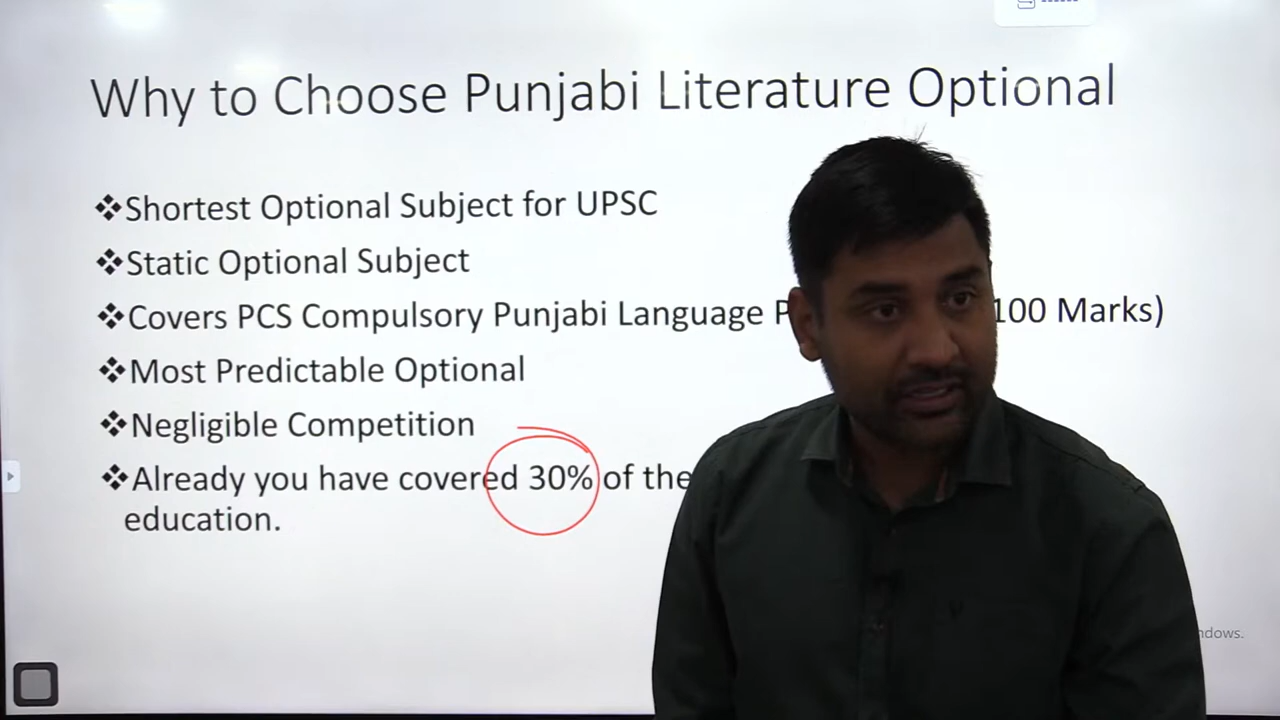 Why to Choose Punjabi Literature Optional
❖Shortest Optional Subject for UPSC
❖Static Optional Subject
❖Covers PCS Compulsory Punjabi Language 100 Marks)
❖Most Predictable Optional
❖Negligible Competition
❖Already you have covered 30% of the
education.